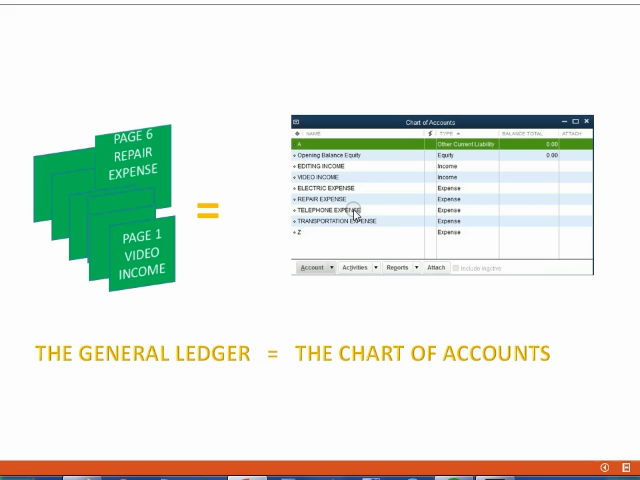 PAGE 6
REPAIR
EXPENSE
PAGE 1
VIDEO
INCOME
=
Chart of Accounts
NAME TYPE BALANCE TOTAL ATTACH
A Other Current Liability 0.00
Opening Balance Equity Equity 0.00
EDITING INCOME Income
VIDEO INCOME Income
ELECTRIC EXPENSE Expense
REPAIR EXPENSE Expense
TELEPHONE EXPENSE Expense
TRANSPORTATION EXPENSE Expense
Z Expense
Account Activities Reports Attach Include inactive
THE GENERAL LEDGER = THE CHART OF ACCOUNTS